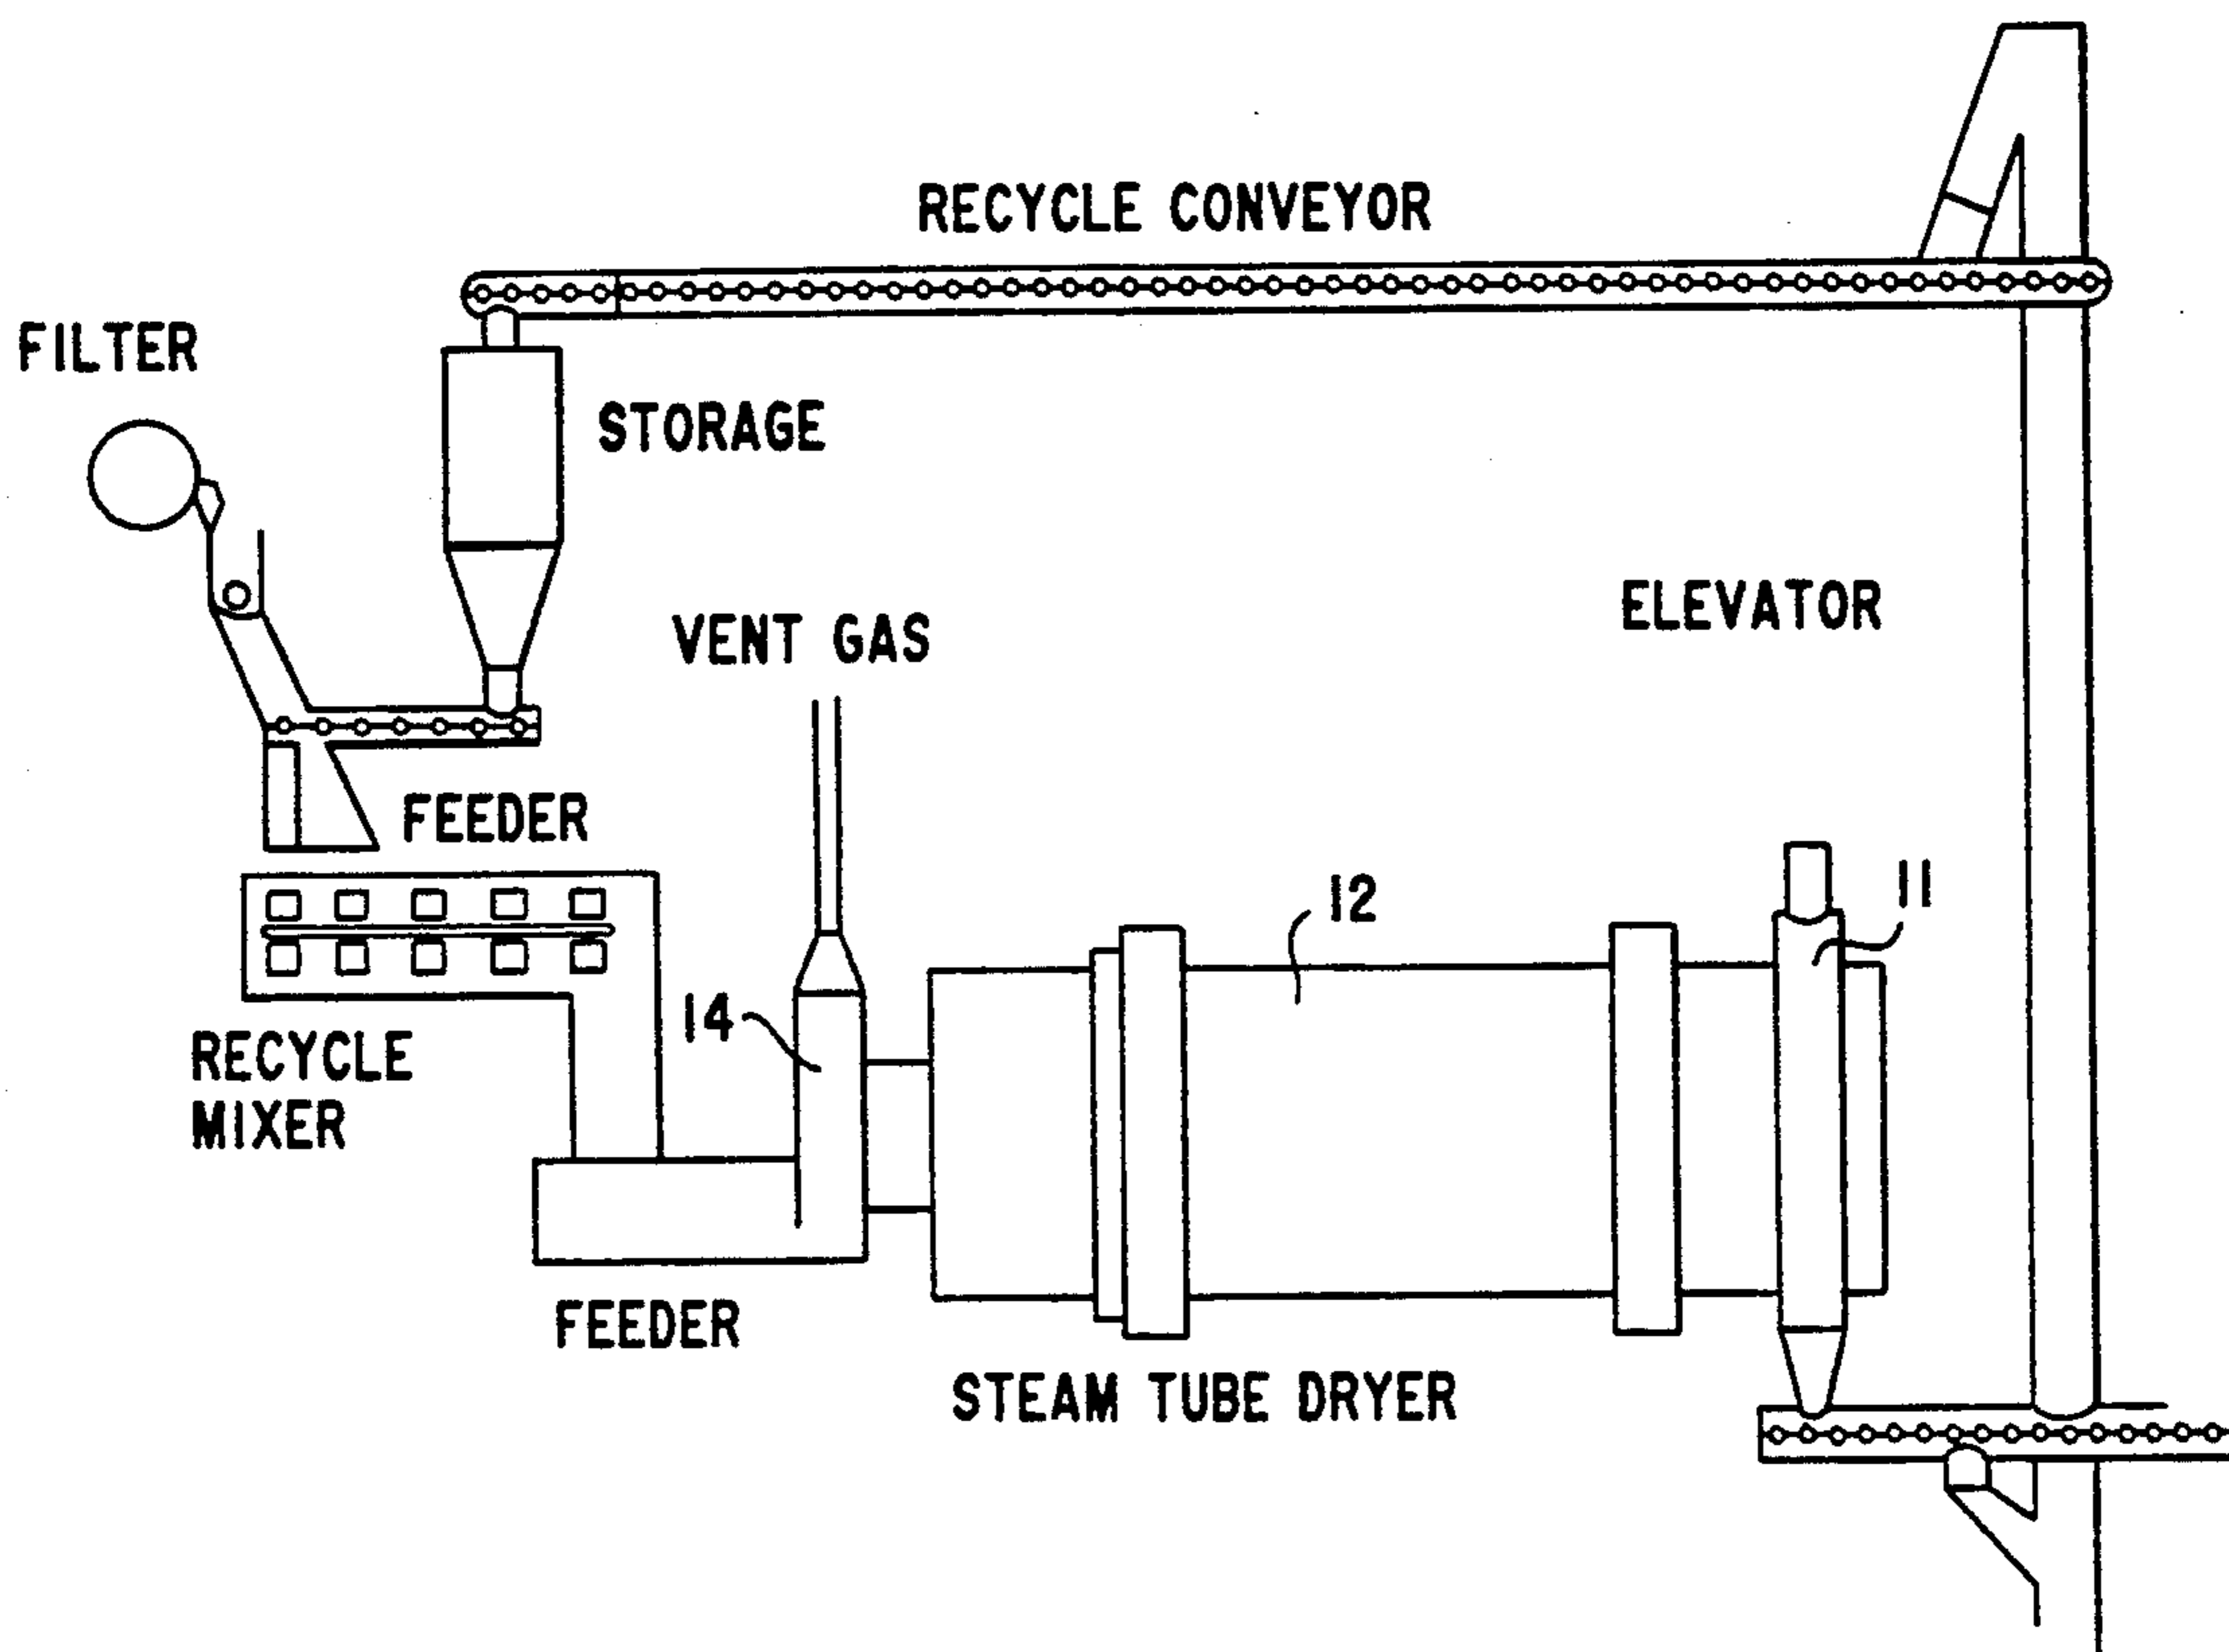 RECYCLE CONVEYOR
FILTER
STORAGE
ELEVATOR
VENT GAS
FEEDER
12
11
14
RECYCLE
MIXER
FEEDER
STEAM TUBE DRYER